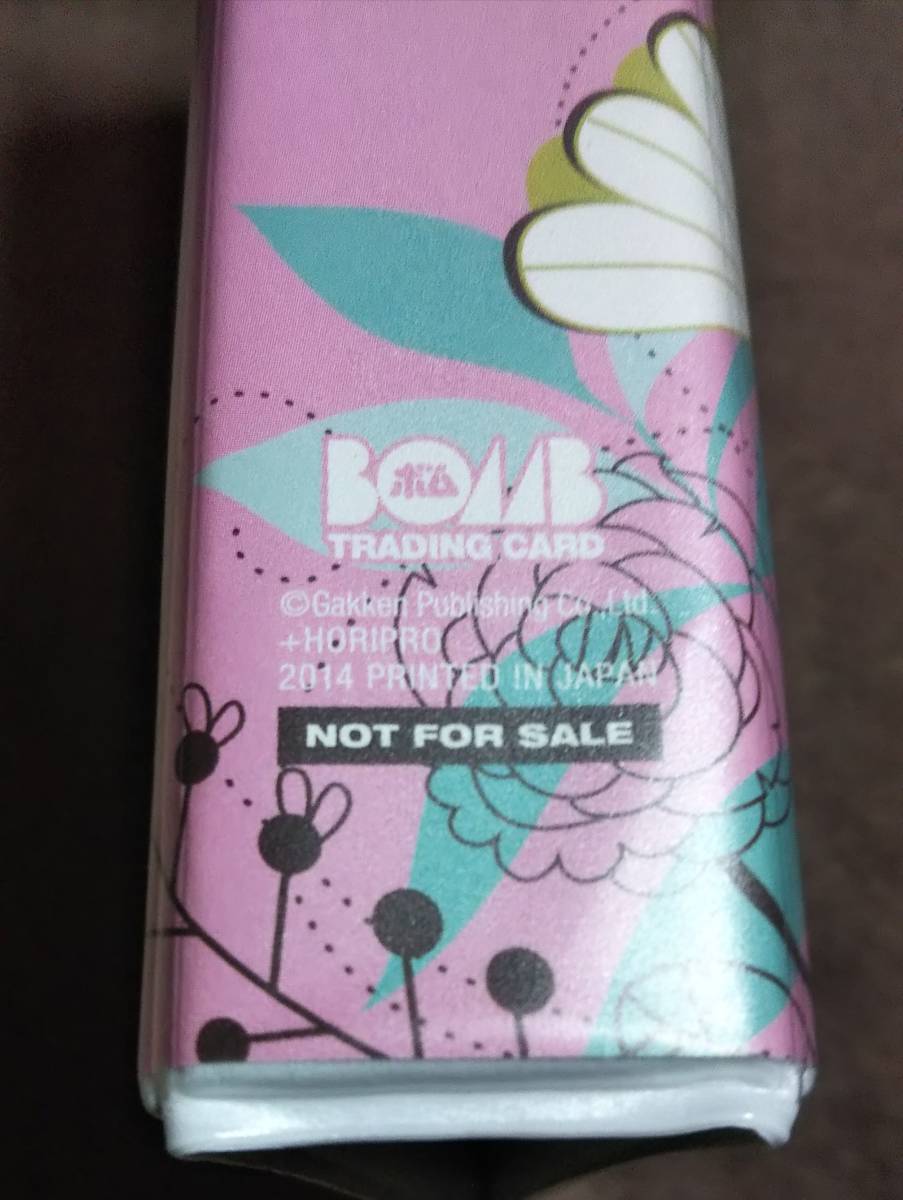 BOMB
ボム
TRADING CARD
©Gakken Publishing Co.,Ltd.
+HORIPRO
2014 PRINTED IN JAPAN
NOT FOR SALE